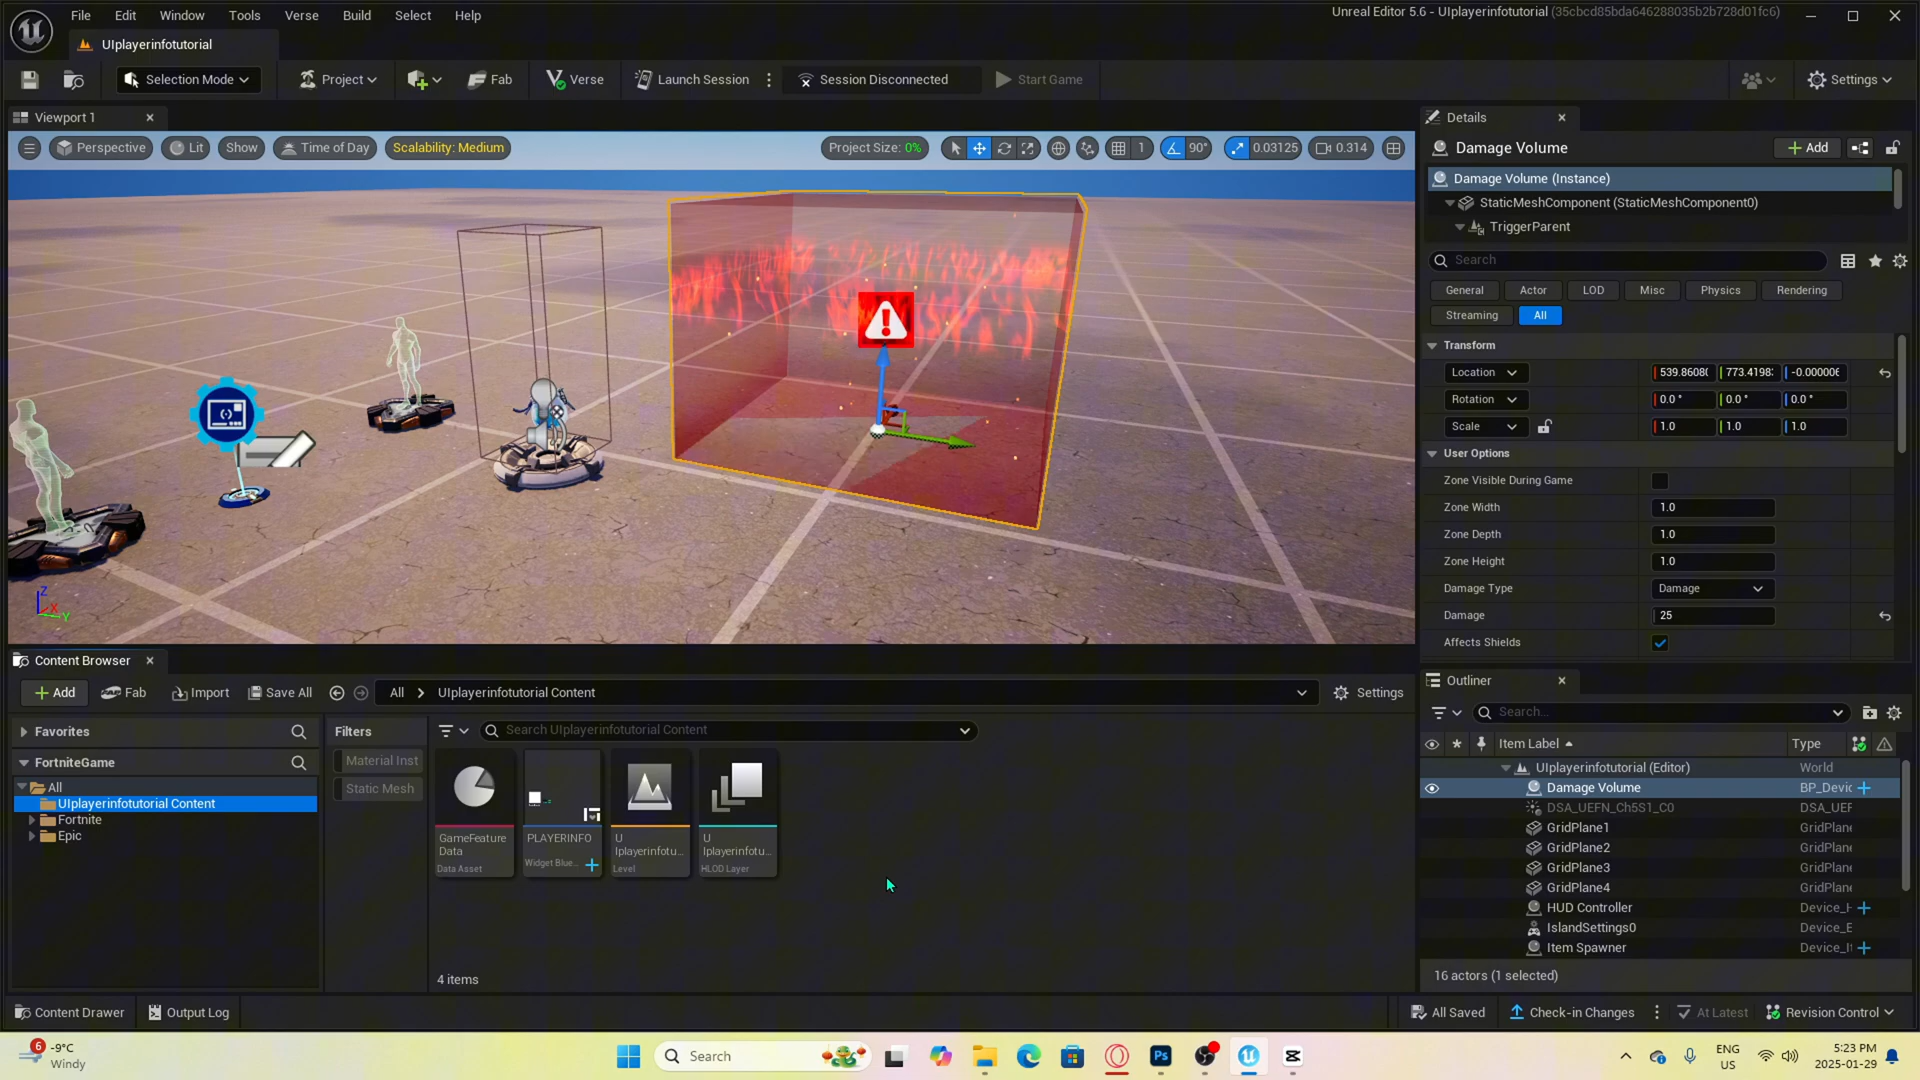 File Edit Window Tools Verse Build Select Help
Unreal Editor 5.6 - UIplayerinfotutorial (35cbcd85bda646288035b2b728d01fc6)
UIplayerinfotutorial
Selection Mode Project Fab Verse Launch Session Session Disconnected Start Game Settings
Viewport 1
Perspective Lit Show Time of Day Scalability: Medium Project Size: 0% 1 90° 0.03125 0.314
Details
Damage Volume
Add
Damage Volume (Instance)
StaticMeshComponent (StaticMeshComponent0)
TriggerParent
Search
General Actor LOD Misc Physics Rendering
Streaming All
Transform
Location 539.8608( 773.4198: -0.000006
Rotation 0.0 ° 0.0 ° 0.0 °
Scale 1.0 1.0 1.0
User Options
Zone Visible During Game
Zone Width 1.0
Zone Depth 1.0
Zone Height 1.0
Damage Type Damage
Damage 25
Affects Shields
Z
X
Y
Content Browser
Add Fab Import Save All All UIplayerinfotutorial Content Settings
Favorites
FortniteGame
All
UIplayerinfotutorial Content
Fortnite
Epic
Filters
Material Inst
Static Mesh
Search UIplayerinfotutorial Content
GameFeature
Data
Data Asset
PLAYERINFO
Widget Blue...
U
Iplayerinfotu...
Level
U
Iplayerinfotu...
HLOD Layer
4 items
Outliner
Search...
Item Label Type
UIplayerinfotutorial (Editor) World
Damage Volume BP_Devic
DSA_UEFN_Ch5S1_C0 DSA_UEF
GridPlane1 GridPlane
GridPlane2 GridPlane
GridPlane3 GridPlane
GridPlane4 GridPlane
HUD Controller Device_H
IslandSettings0 Device_E
Item Spawner Device_It
16 actors (1 selected)
Content Drawer Output Log All Saved Check-in Changes At Latest Revision Control
6 -9°C
Windy
Search
Ps
ENG
US
5:23 PM
2025-01-29